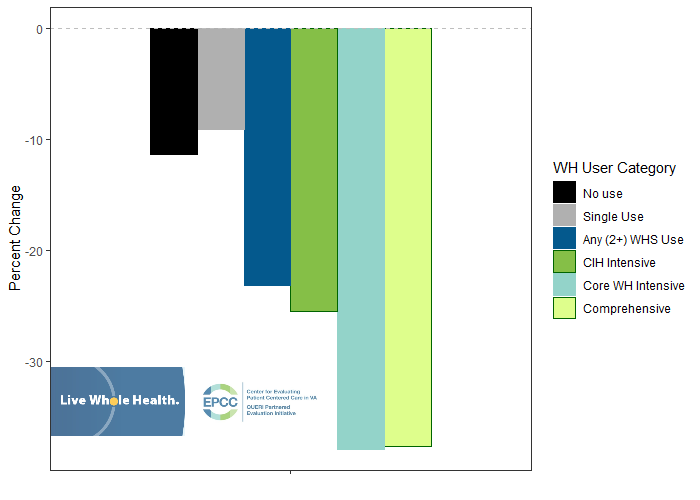 0
-10
-20
-30
Percent Change
WH User Category
No use
Single Use
Any (2+) WHS Use
CIH Intensive
Core WH Intensive
Comprehensive
Live Whole Health.
EPCC
Center for Evaluating
Patient Centered Care in VA
QUERI Partnered
Evaluation Initiative